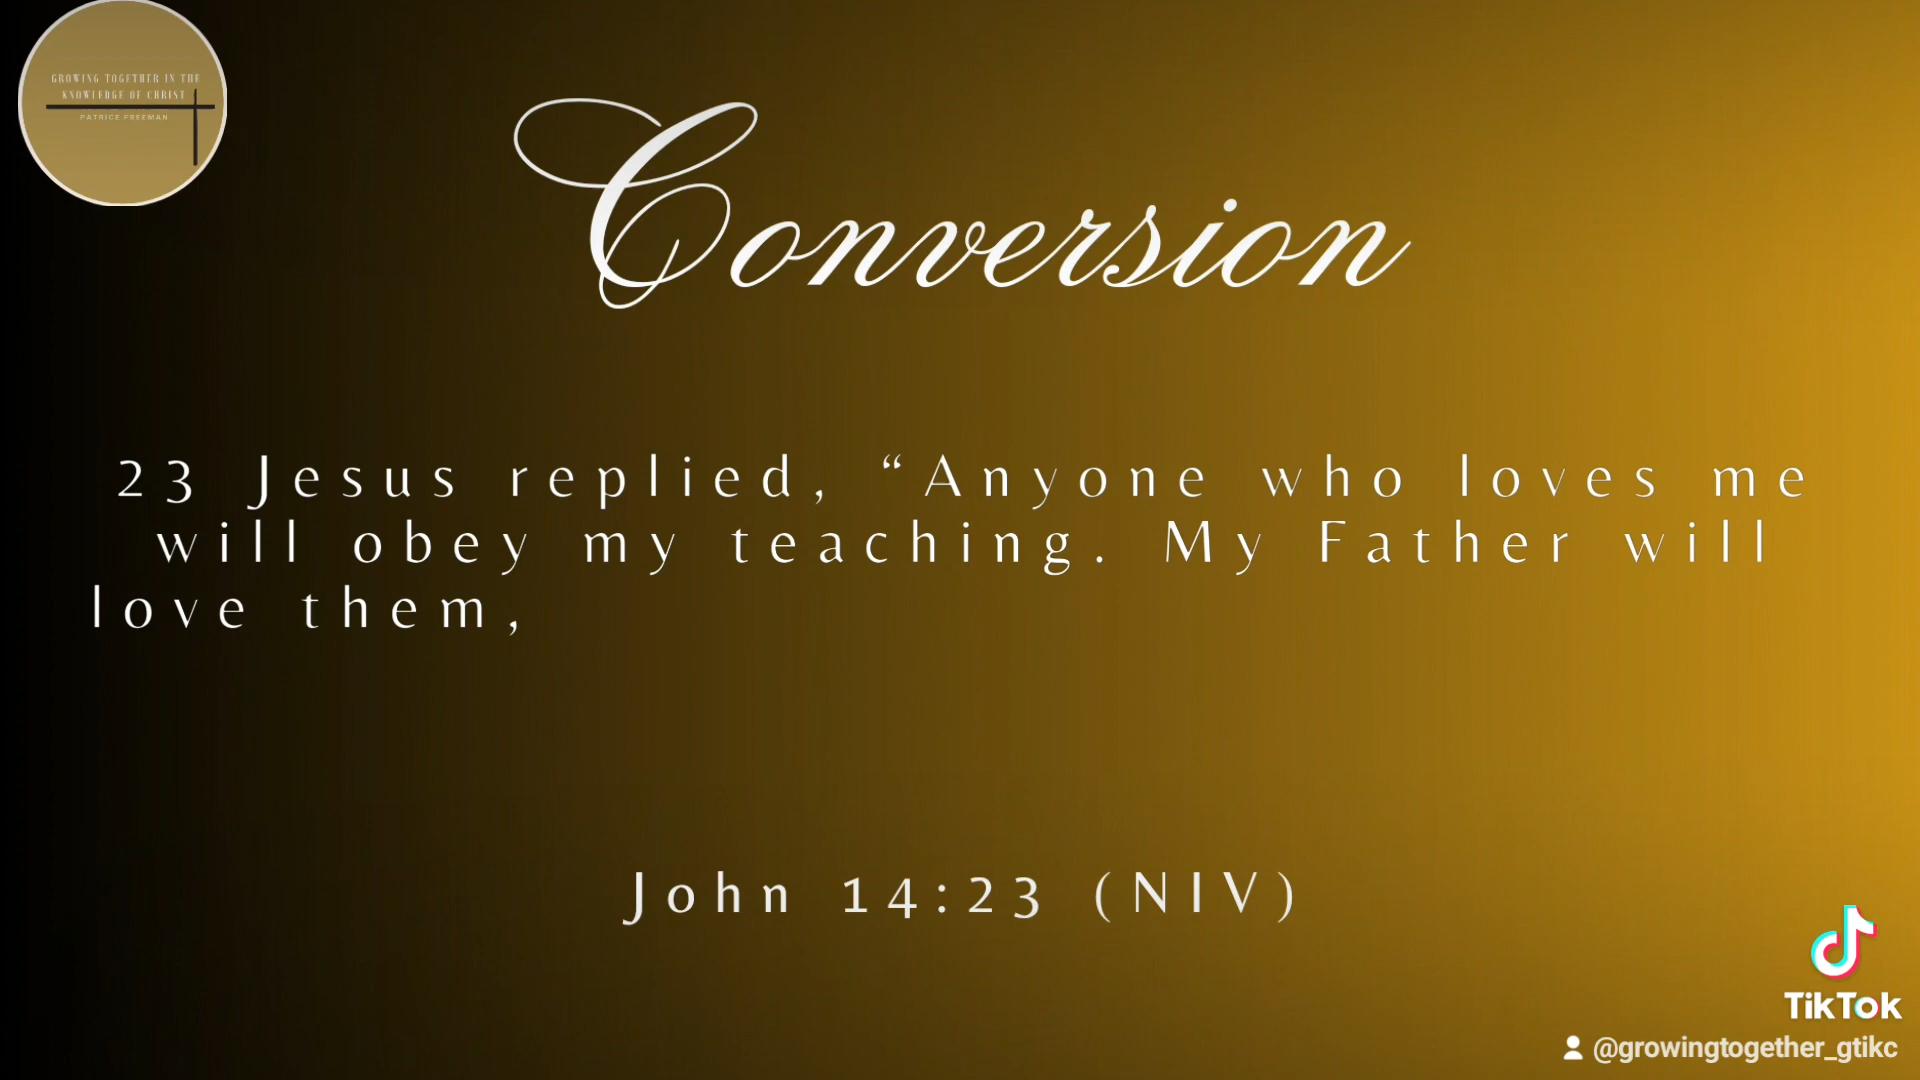 GROWING TOGETHER IN THE
KNOWLEDGE OF CHRIST
PATRICE FREEMAN
Conversion
23 Jesus replied, “Anyone who loves me
will obey my teaching. My Father will
love them,
John 14:23 (NIV)
TikTok
@growingtogether_gtikc